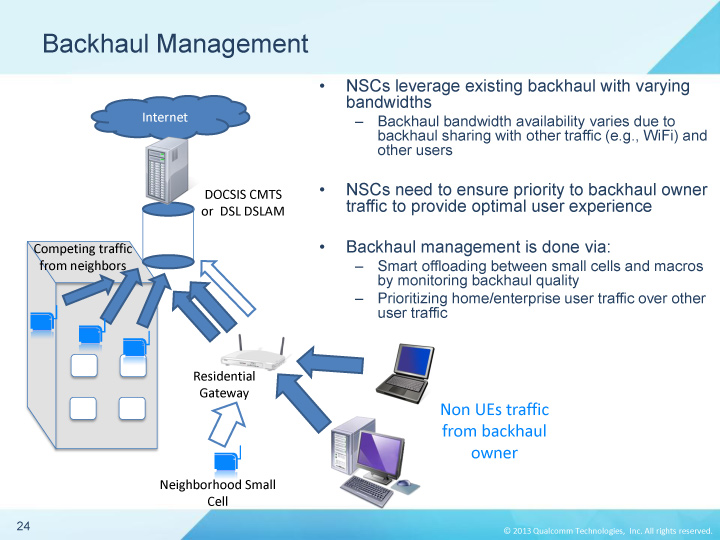 Backhaul Management
• NSCs leverage existing backhaul with varying
bandwidths
– Backhaul bandwidth availability varies due to
backhaul sharing with other traffic (e.g., WiFi) and
other users
• NSCs need to ensure priority to backhaul owner
traffic to provide optimal user experience
• Backhaul management is done via:
– Smart offloading between small cells and macros
by monitoring backhaul quality
– Prioritizing home/enterprise user traffic over other
user traffic
Internet
DOCSIS CMTS
or DSL DSLAM
Competing traffic
from neighbors
Residential
Gateway
Neighborhood Small
Cell
Non UEs traffic
from backhaul
owner
24
© 2013 Qualcomm Technologies, Inc. All rights reserved.